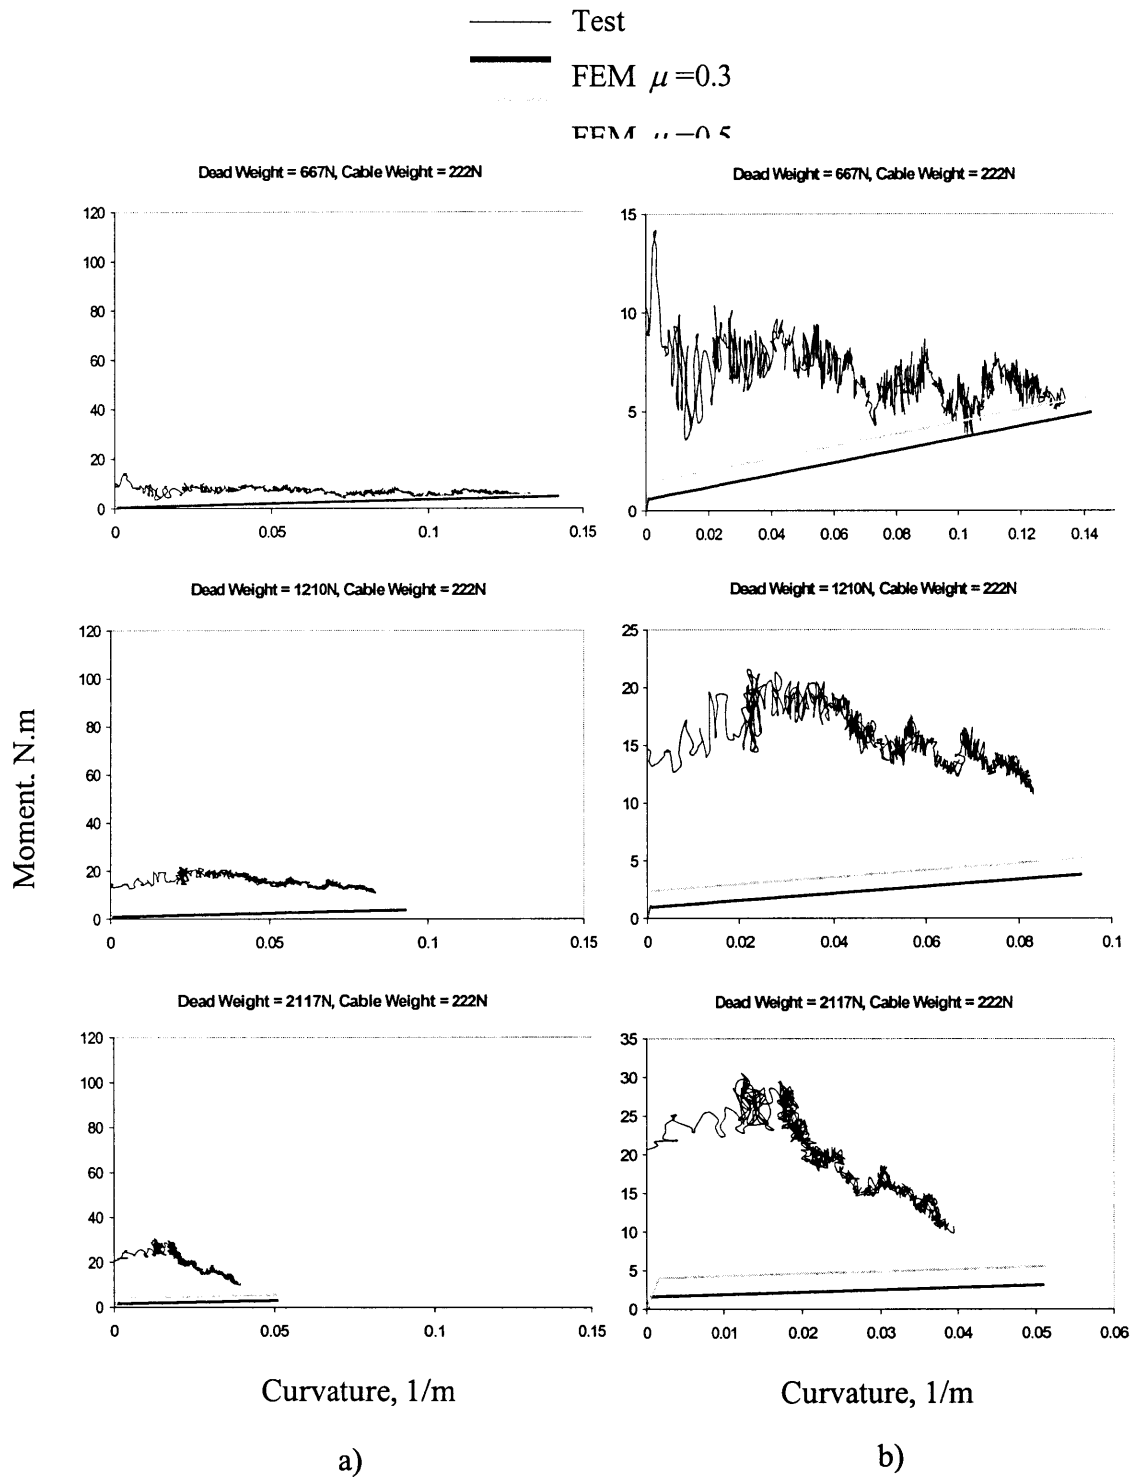 Test
FEM μ=0.3
FEM μ=0.5
Dead Weight = 667N, Cable Weight = 222N
120
100
80
60
40
20
0
0 0.05 0.1 0.15
Dead Weight = 667N, Cable Weight = 222N
15
10
5
0
0 0.02 0.04 0.06 0.08 0.1 0.12 0.14
Dead Weight = 1210N, Cable Weight = 222N
120
100
80
60
40
20
0
0 0.05 0.1 0.15
Dead Weight = 1210N, Cable Weight = 222N
25
20
15
10
5
0
0 0.02 0.04 0.06 0.08 0.1
Moment. N.m
Dead Weight = 2117N, Cable Weight = 222N
120
100
80
60
40
20
0
0 0.05 0.1 0.15
Dead Weight = 2117N, Cable Weight = 222N
35
30
25
20
15
10
5
0
0 0.01 0.02 0.03 0.04 0.05 0.06
Curvature, 1/m
Curvature, 1/m
a)
b)